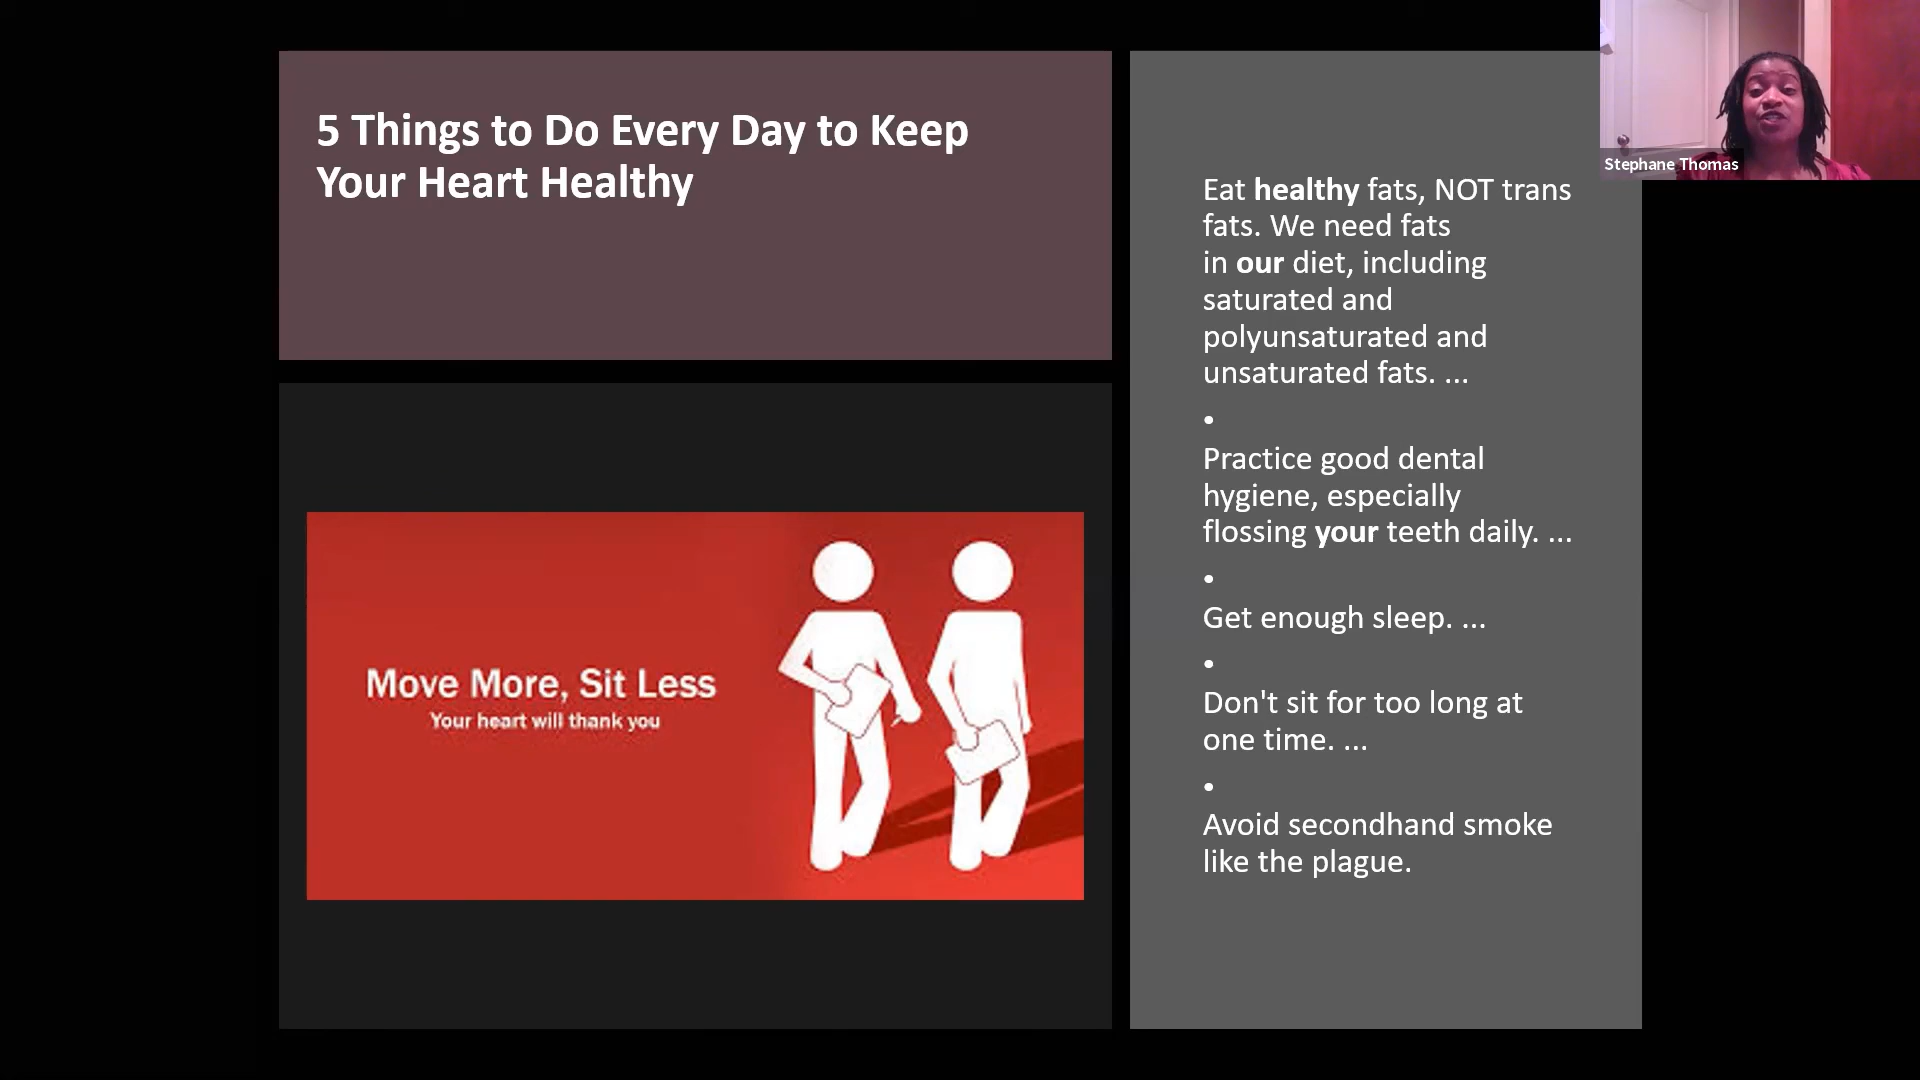 5 Things to Do Every Day to Keep
Your Heart Healthy
Move More, Sit Less
Your heart will thank you
Eat healthy fats, NOT trans
fats. We need fats
in our diet, including
saturated and
polyunsaturated and
unsaturated fats. ...
•
Practice good dental
hygiene, especially
flossing your teeth daily. ...
•
Get enough sleep. ...
•
Don't sit for too long at
one time. ...
•
Avoid secondhand smoke
like the plague.
Stephane Thomas